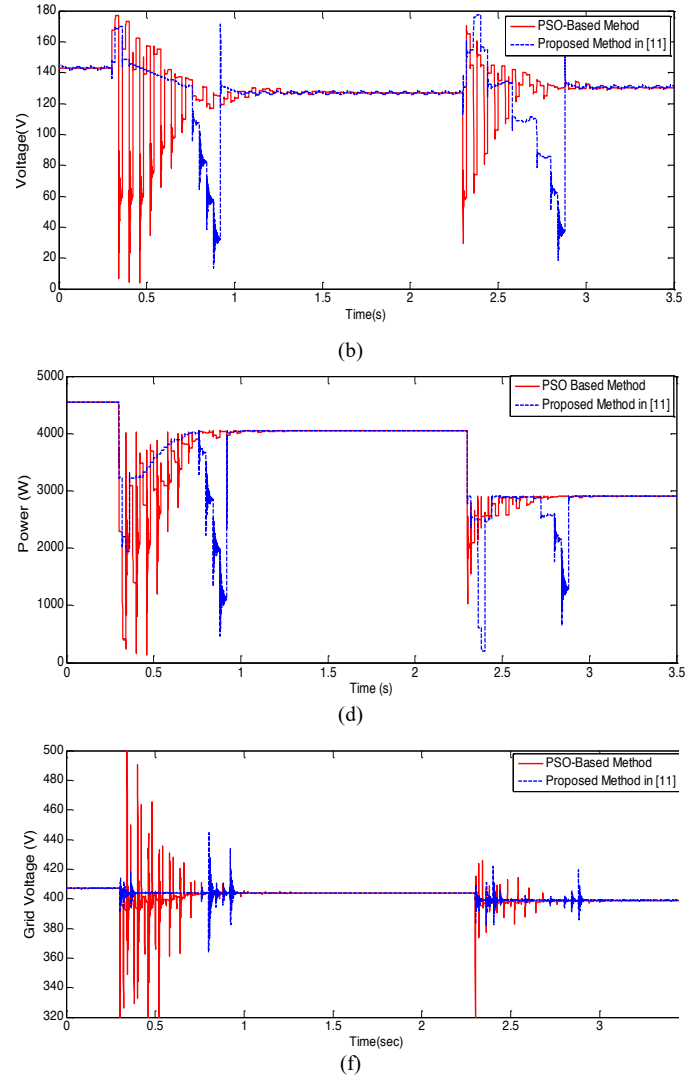 180
160
140
120
100
80
60
40
20
0
Voltage(V)
PSO-Based Mehod
Proposed Method in [11]
0 0.5 1 1.5 2 2.5 3 3.5
Time(s)
(b)
5000
4000
3000
2000
1000
0
Power (W)
PSO Based Method
Proposed Method in [11]
0 0.5 1 1.5 2 2.5 3 3.5
Time (s)
(d)
500
480
460
440
420
400
380
360
340
320
Grid Voltage (V)
PSO-Based Method
Proposed Method in [11]
0 0.5 1 1.5 2 2.5 3
Time(sec)
(f)